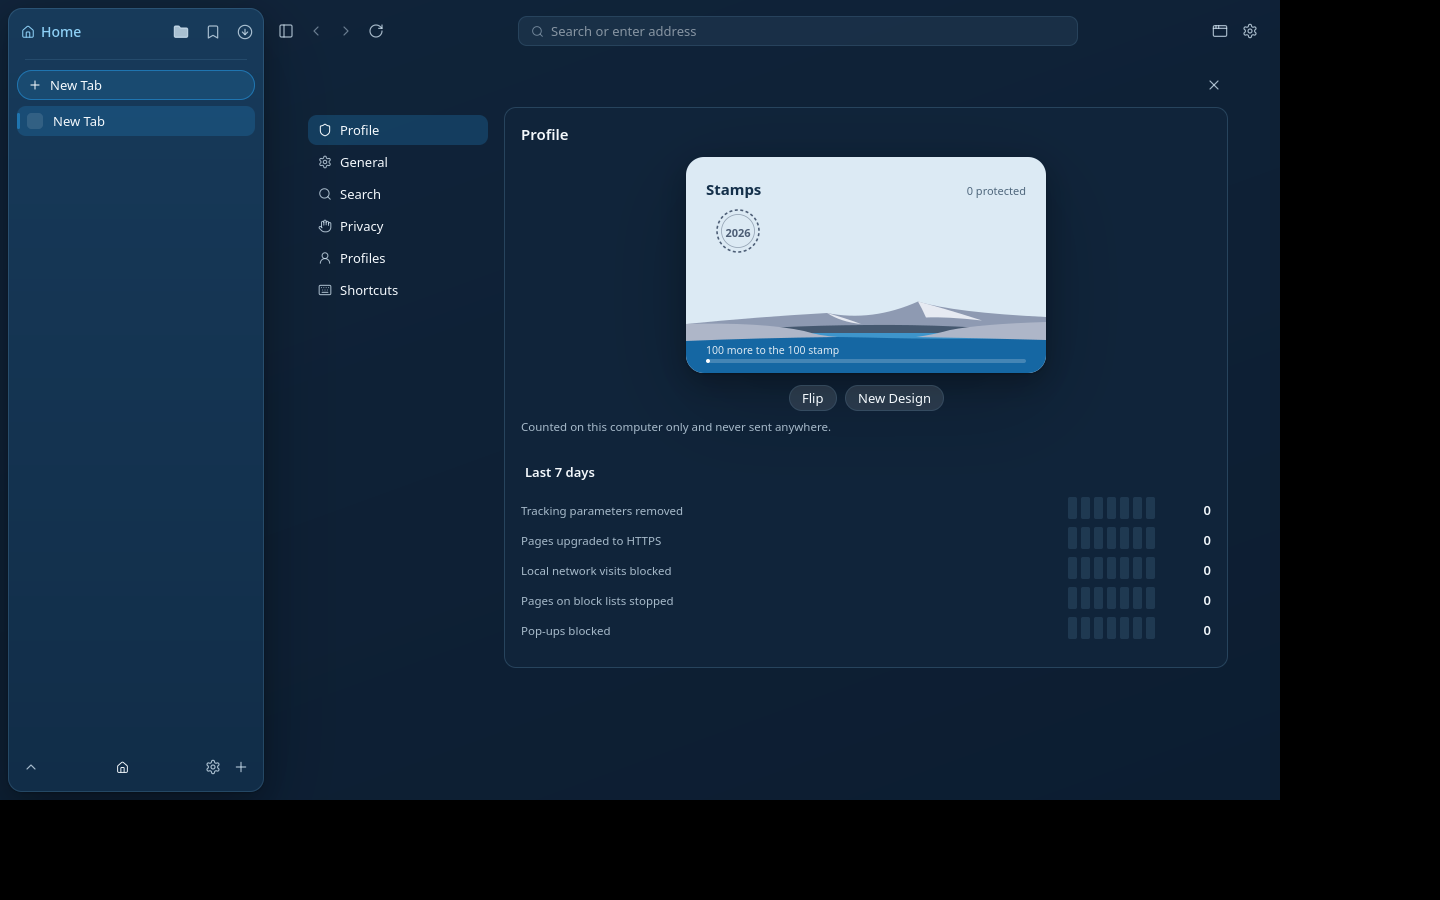 Home
Search or enter address
New Tab
New Tab
Profile
General
Search
Privacy
Profiles
Shortcuts
Profile
Stamps
0 protected
2026
100 more to the 100 stamp
Flip
New Design
Counted on this computer only and never sent anywhere.
Last 7 days
Tracking parameters removed 0
Pages upgraded to HTTPS 0
Local network visits blocked 0
Pages on block lists stopped 0
Pop-ups blocked 0